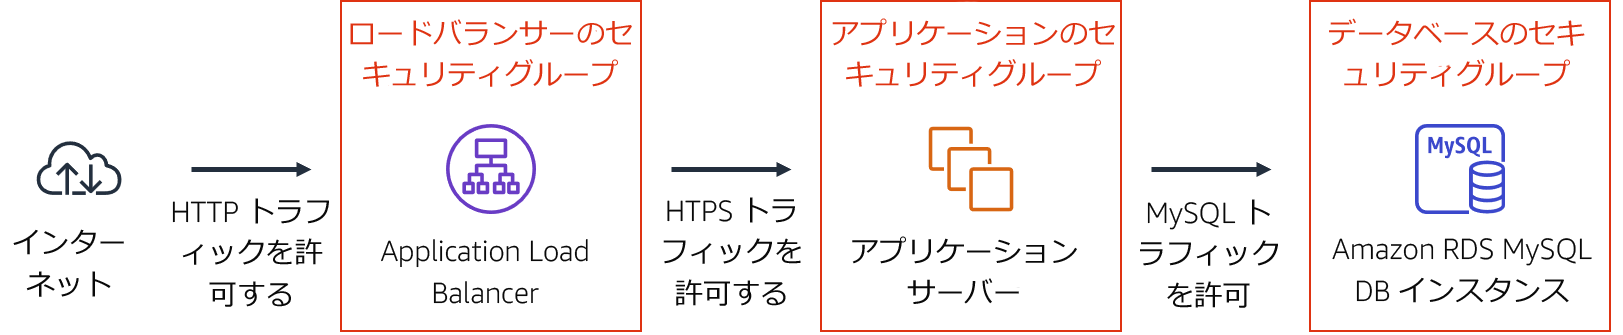 インター
ネット
HTTP トラフ
ィックを許
可する
ロードバランサーのセ
キュリティグループ
Application Load
Balancer
HTPS トラ
フィックを
許可する
アプリケーションのセ
キュリティグループ
アプリケーション
サーバー
MySQL ト
ラフィック
を許可
データベースのセキ
ュリティグループ
MySQL
Amazon RDS MySQL
DB インスタンス